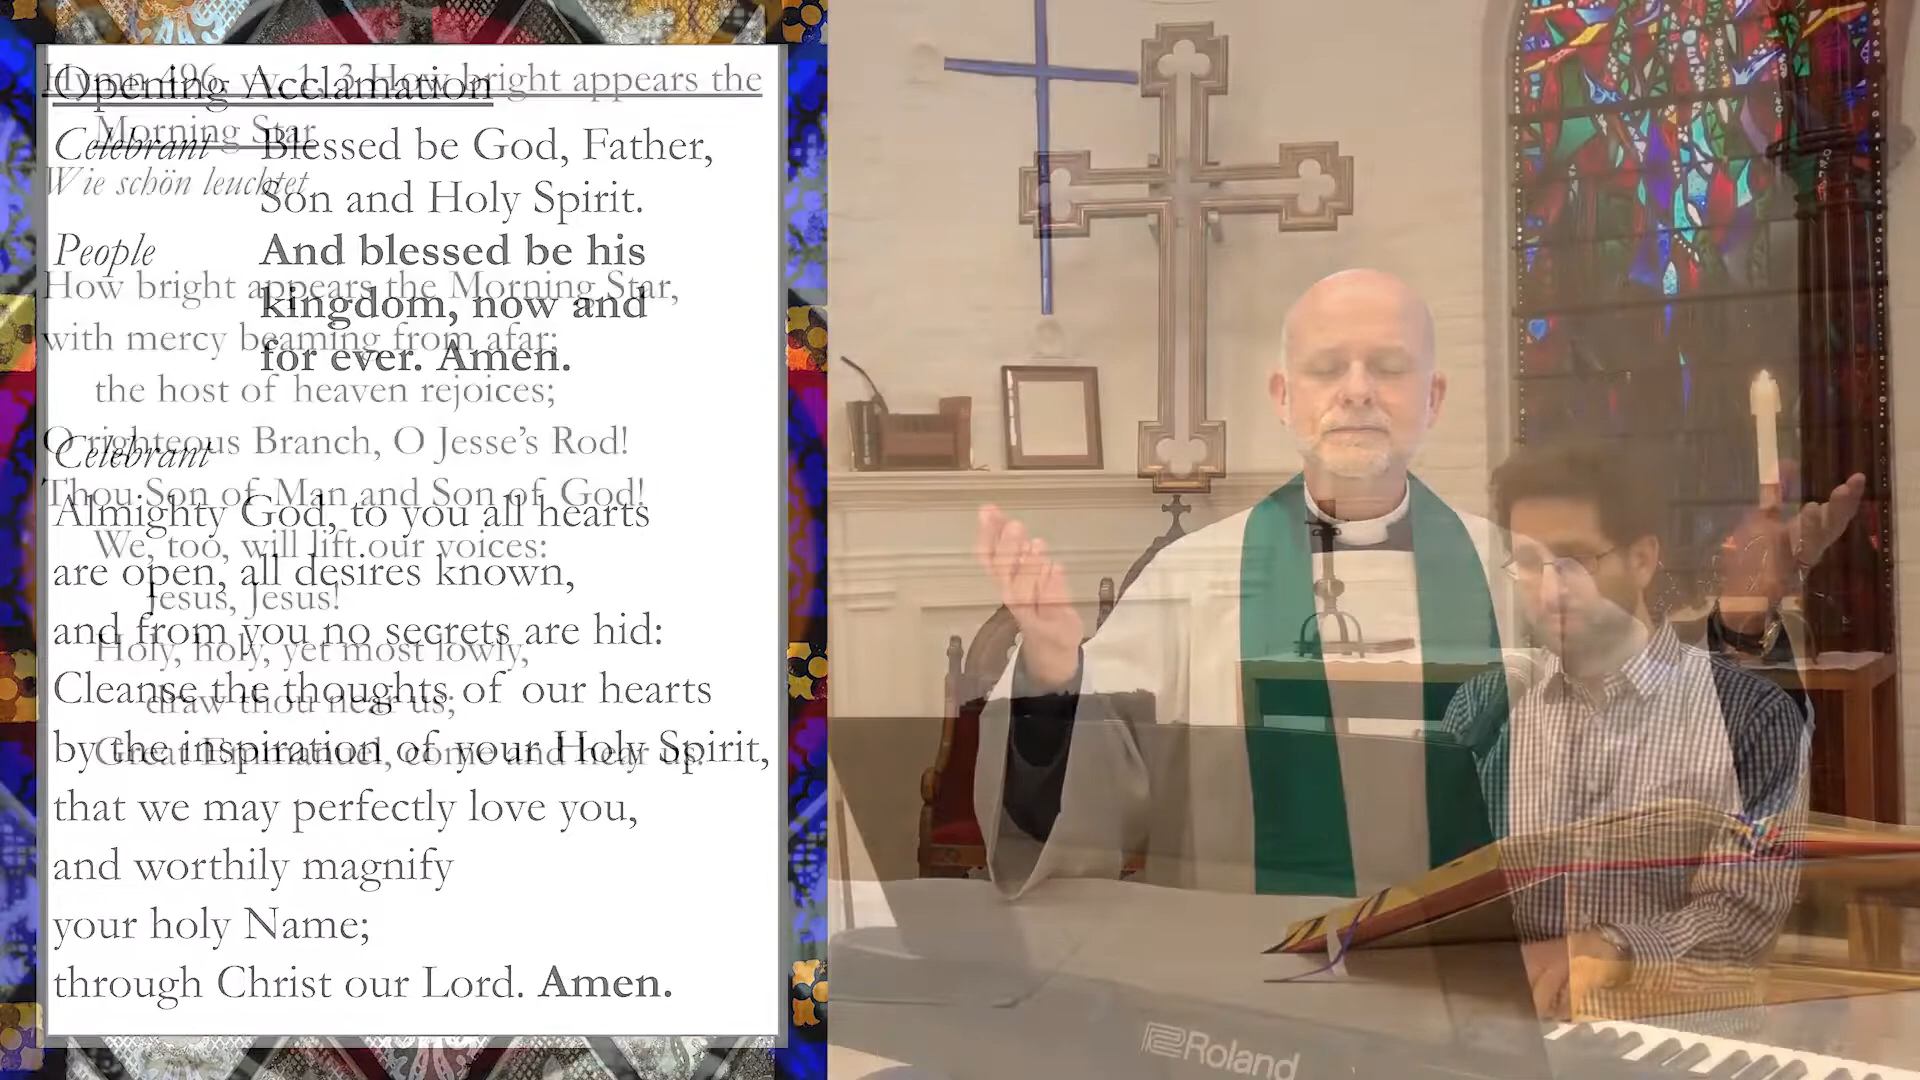 Opening Acclamation
Celebrant Blessed be God, Father,
Son and Holy Spirit.
People And blessed be his
kingdom, now and
for ever. Amen.
Celebrant
Almighty God, to you all hearts
are open, all desires known,
and from you no secrets are hid:
Cleanse the thoughts of our hearts
by the inspiration of your Holy Spirit,
that we may perfectly love you,
and worthily magnify
your holy Name;
through Christ our Lord. Amen.
Hymn 496, vv. 1, 3 How bright appears the
Morning Star
Wie schön leuchtet
How bright appears the Morning Star,
with mercy beaming from afar;
the host of heaven rejoices;
O righteous Branch, O Jesse's Rod!
Thou Son of Man and Son of God!
We, too, will lift our voices:
Jesus, Jesus!
Holy, holy, yet most lowly,
draw thou near us;
Great Emmanuel, come and hear us.
Roland